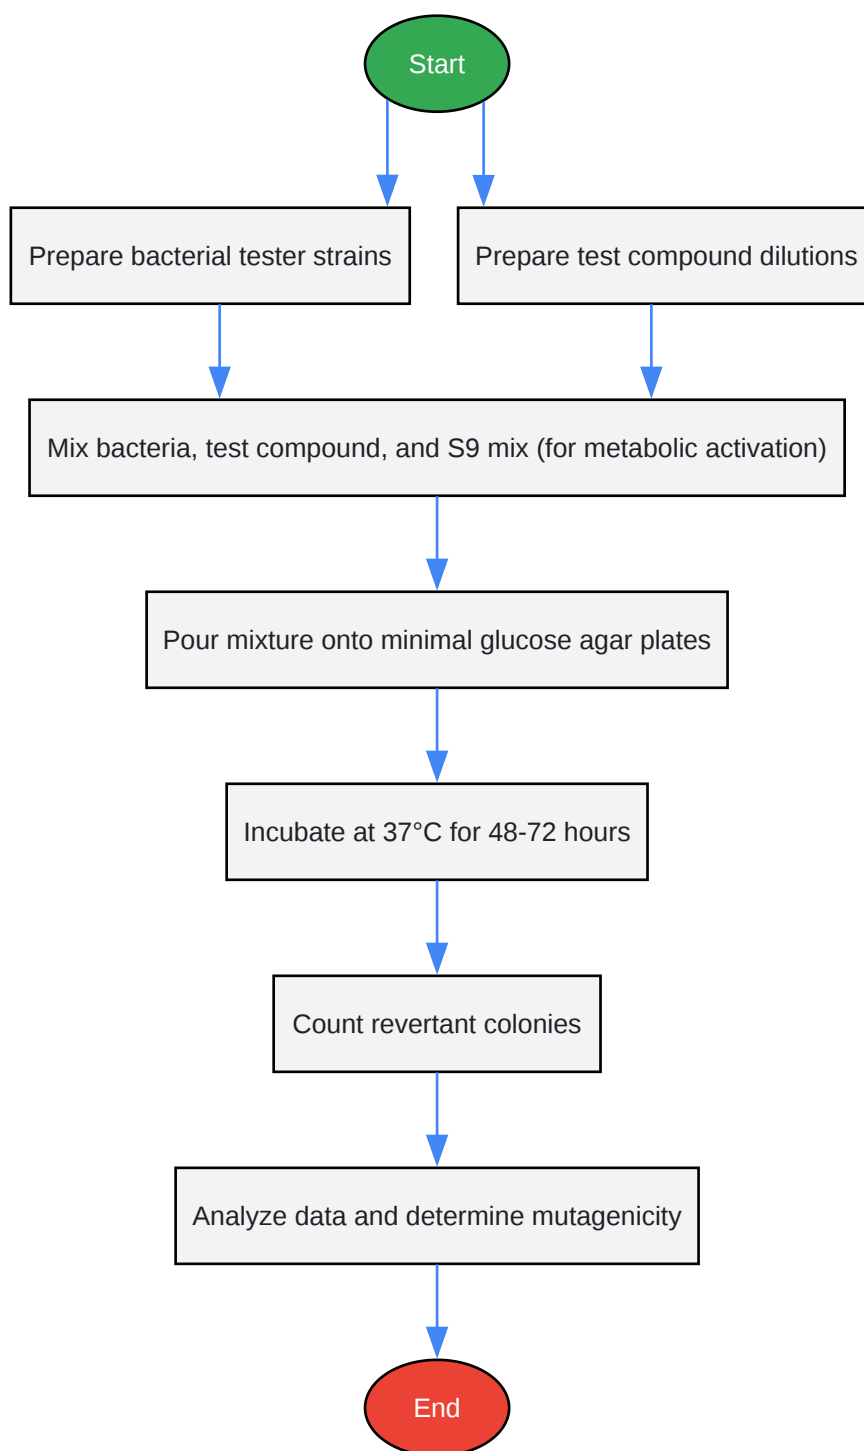 Start
Prepare bacterial tester strains
Prepare test compound dilutions
Mix bacteria, test compound, and S9 mix (for metabolic activation)
Pour mixture onto minimal glucose agar plates
Incubate at 37°C for 48-72 hours
Count revertant colonies
Analyze data and determine mutagenicity
End